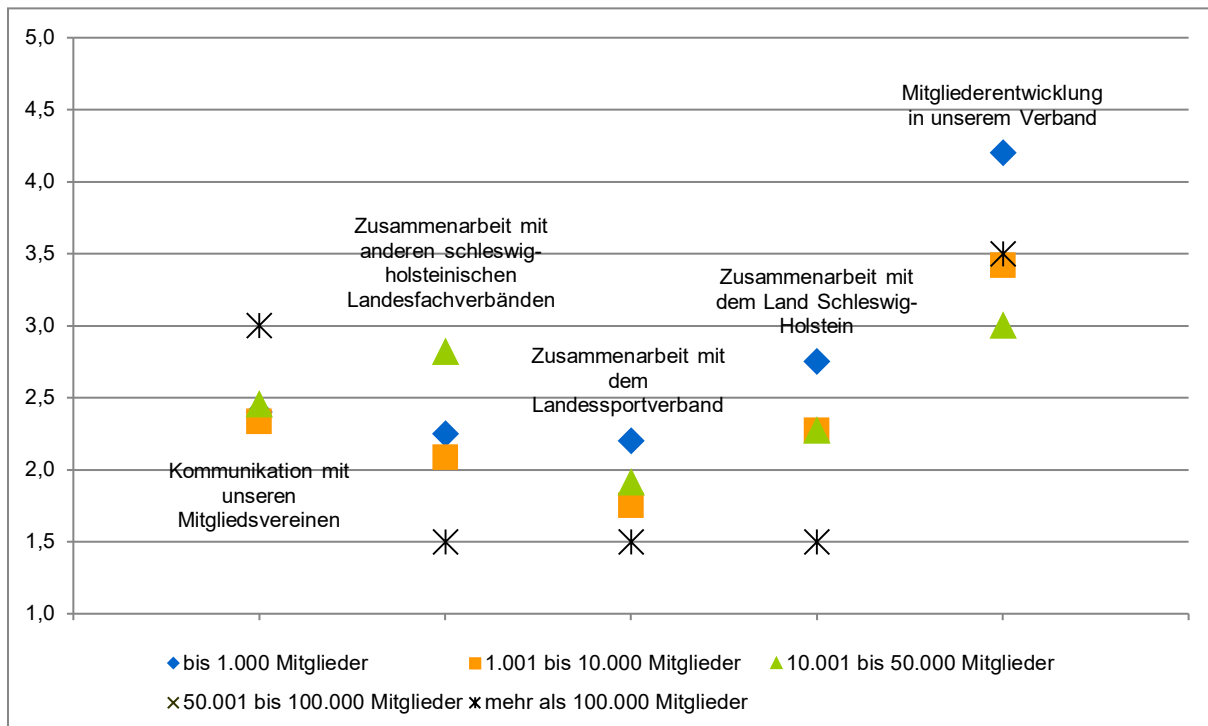 5,0
4,5
4,0
3,5
3,0
2,5
2,0
1,5
1,0
Kommunikation mit
unseren
Mitgliedsvereinen
Zusammenarbeit mit
anderen schleswig-
holsteinischen
Landesfachverbänden
Zusammenarbeit mit
dem
Landessportverband
Zusammenarbeit mit
dem Land Schleswig-
Holstein
Mitgliederentwicklung
in unserem Verband
bis 1.000 Mitglieder
1.001 bis 10.000 Mitglieder
10.001 bis 50.000 Mitglieder
50.001 bis 100.000 Mitglieder
mehr als 100.000 Mitglieder